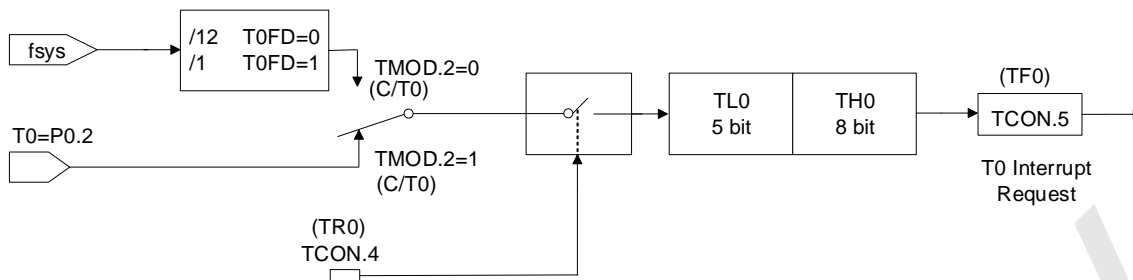 fsys
/12 T0FD=0
/1 T0FD=1
TMOD.2=0
(C/T0)
T0=P0.2
TMOD.2=1
(C/T0)
(TR0)
TCON.4
TL0
5 bit
TH0
8 bit
(TF0)
TCON.5
T0 Interrupt
Request